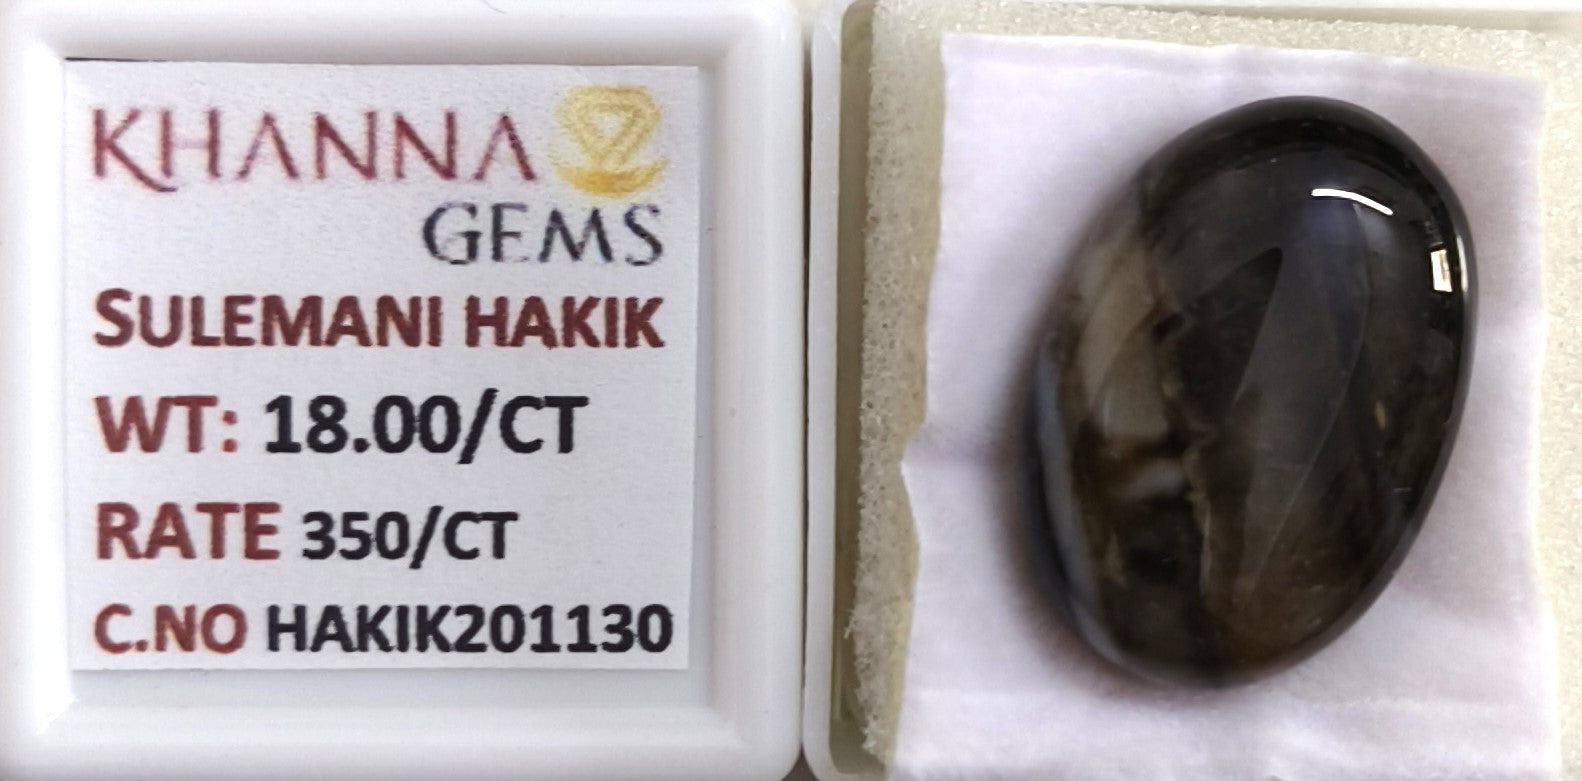 KHANNA
GEMS
SULEMANI HAKIK
WT: 18.00/CT
RATE 350/CT
C.NO HAKIK201130